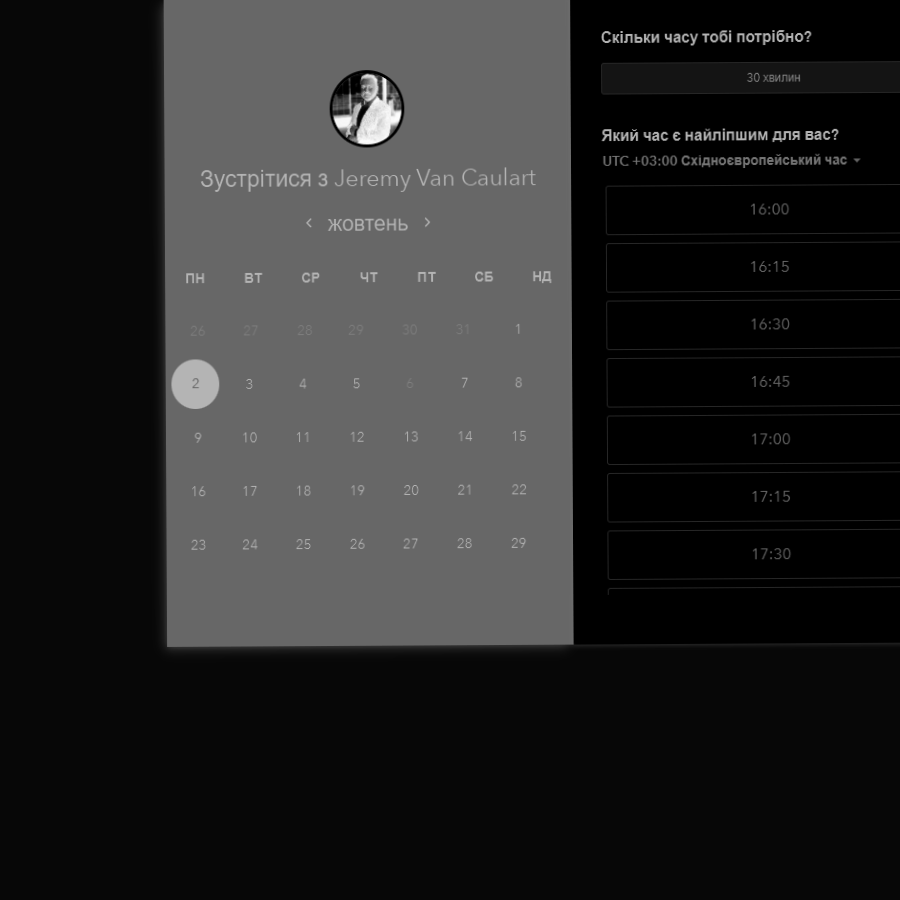 Зустрітися з Jeremy Van Caulart
жовтень
ПН ВТ СР ЧТ ПТ СБ НД
26 27 28 29 30 31 1
2 3 4 5 6 7 8
9 10 11 12 13 14 15
16 17 18 19 20 21 22
23 24 25 26 27 28 29
Скільки часу тобі потрібно?
30 хвилин
Який час є найліпшим для вас?
UTC +03:00 Східноєвропейський час
16:00
16:15
16:30
16:45
17:00
17:15
17:30